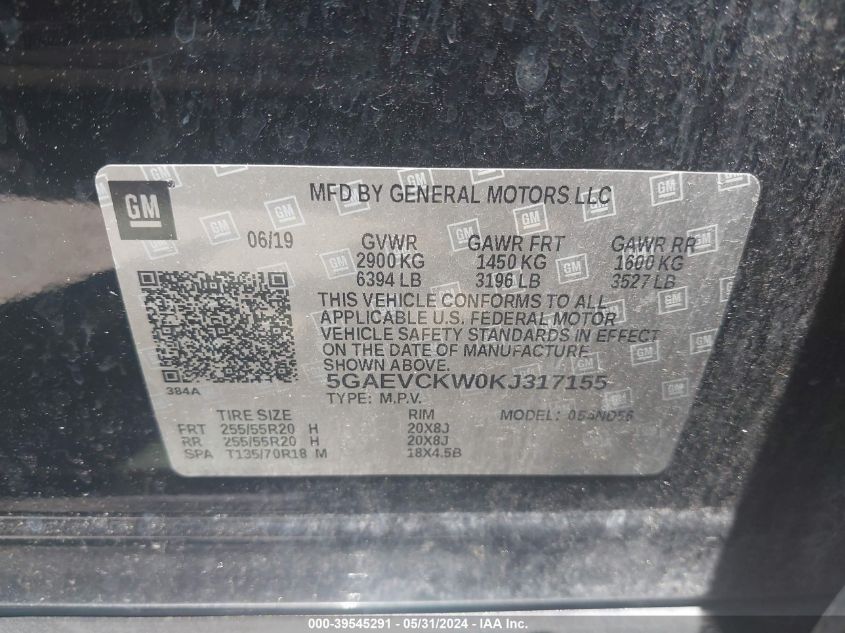 GM
MFD BY GENERAL MOTORS LLC
06/19 GVWR GAWR FRT GAWR RR
2900 KG 1450 KG 1600 KG
6394 LB 3196 LB 3527 LB
THIS VEHICLE CONFORMS TO ALL
APPLICABLE U.S. FEDERAL MOTOR
VEHICLE SAFETY STANDARDS IN EFFECT
ON THE DATE OF MANUFACTURE
SHOWN ABOVE.
384A
5GAEVCKW0KJ317155
TYPE: M.P.V.
TIRE SIZE RIM MODEL:
FRT 255/55R20 H 20X8J
RR 255/55R20 H 20X8J
SPA T135/70R18 M 18X4.5B
000-39545291 - 05/31/2024 - IAA Inc.